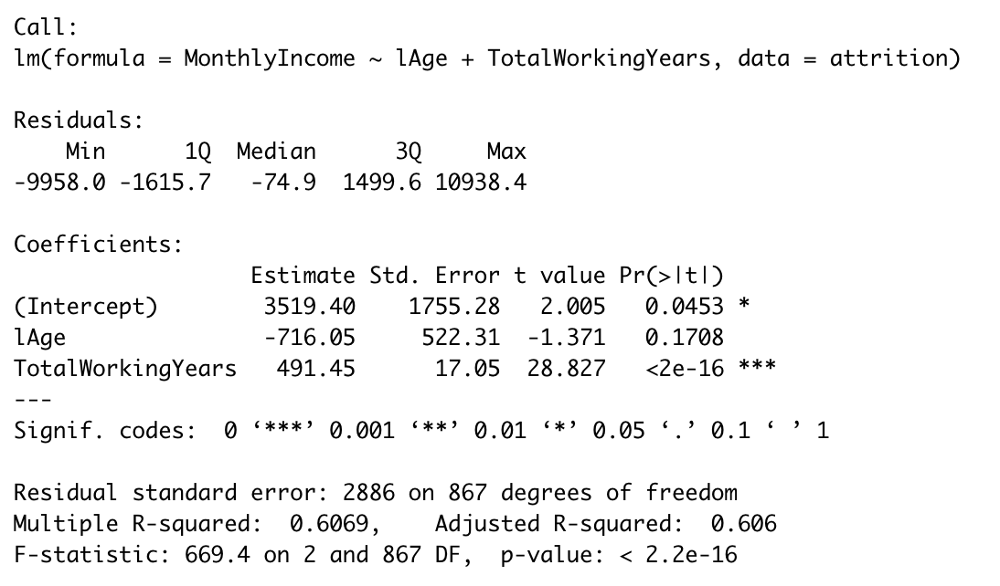 Call:
lm(formula = MonthlyIncome ~ lAge + TotalWorkingYears, data = attrition)
Residuals:
    Min      1Q  Median      3Q     Max
-9958.0 -1615.7   -74.9  1499.6 10938.4
Coefficients:
                  Estimate Std. Error t value Pr(>|t|)
(Intercept)        3519.40    1755.28   2.005   0.0453 *
lAge               -716.05     522.31  -1.371   0.1708
TotalWorkingYears   491.45      17.05  28.827   <2e-16 ***
---
Signif. codes:  0 ‘***’ 0.001 ‘**’ 0.01 ‘*’ 0.05 ‘.’ 0.1 ‘ ’ 1
Residual standard error: 2886 on 867 degrees of freedom
Multiple R-squared:  0.6069,    Adjusted R-squared:  0.606
F-statistic: 669.4 on 2 and 867 DF,  p-value: < 2.2e-16